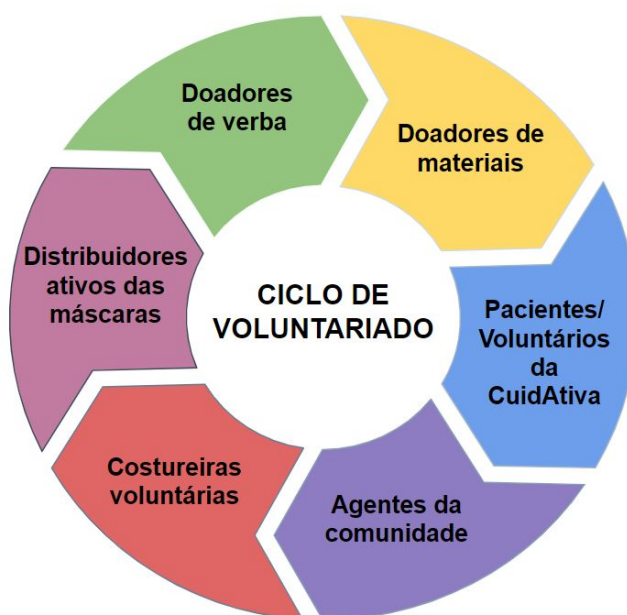 Doadores
de verba
Doadores de
materiais
Pacientes/
Voluntários
da
CuidAtiva
Agentes da
comunidade
Costureiras
voluntárias
Distribuidores
ativos das
máscaras
CICLO DE
VOLUNTARIADO